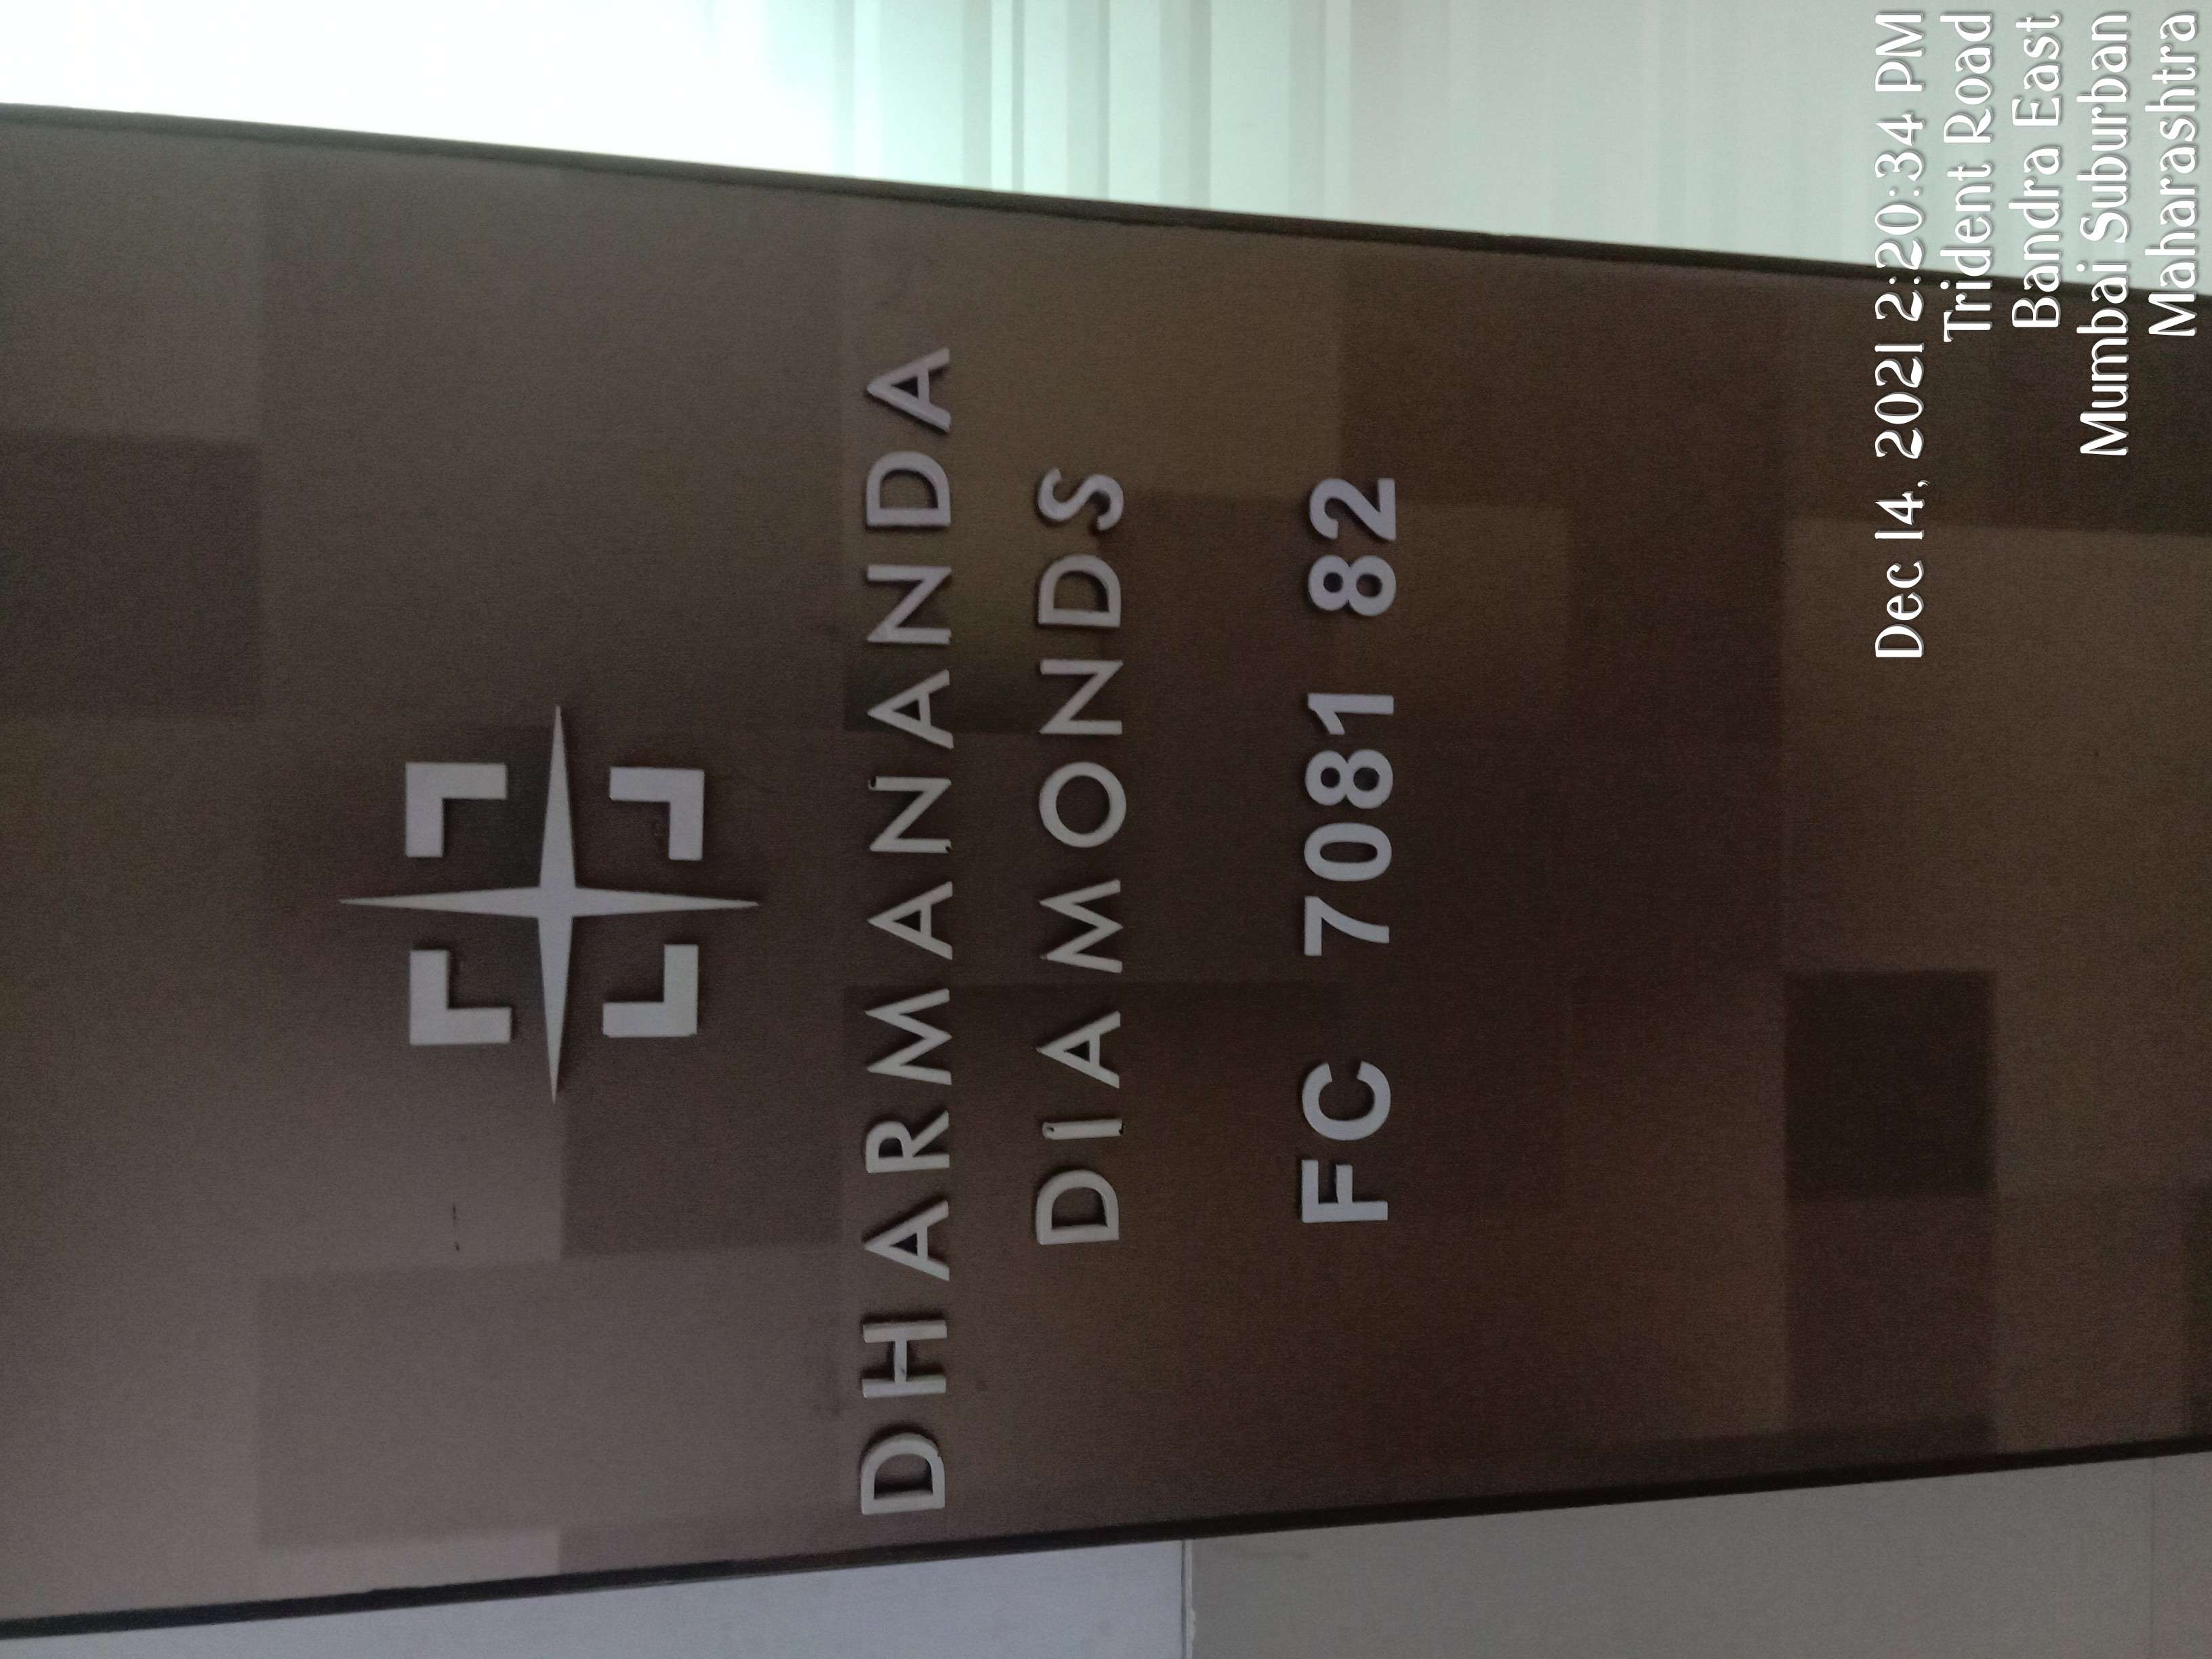 DHARMANANDA
DIAMONDS
FC 7081 82
Dec 14, 2021 2:20:34 PM
Trident Road
Bandra East
Mumbai Suburban
Maharashtra